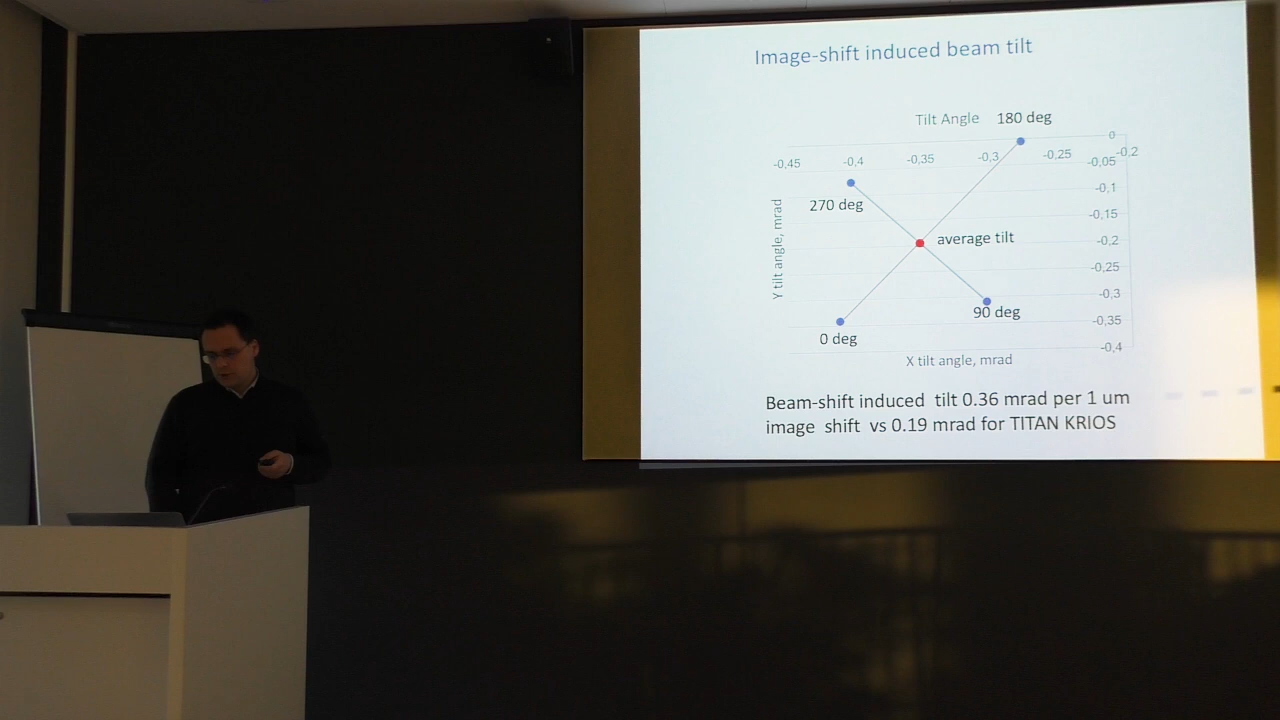 Image-shift induced beam tilt
Tilt Angle 180 deg
-0,45 -0,4 -0,35 -0,3 -0,25 -0,2
0
-0,05
-0,1
-0,15
-0,2
-0,25
-0,3
-0,35
-0,4
270 deg
average tilt
90 deg
0 deg
Y tilt angle, mrad
X tilt angle, mrad
Beam-shift induced tilt 0.36 mrad per 1 um
image shift vs 0.19 mrad for TITAN KRIOS